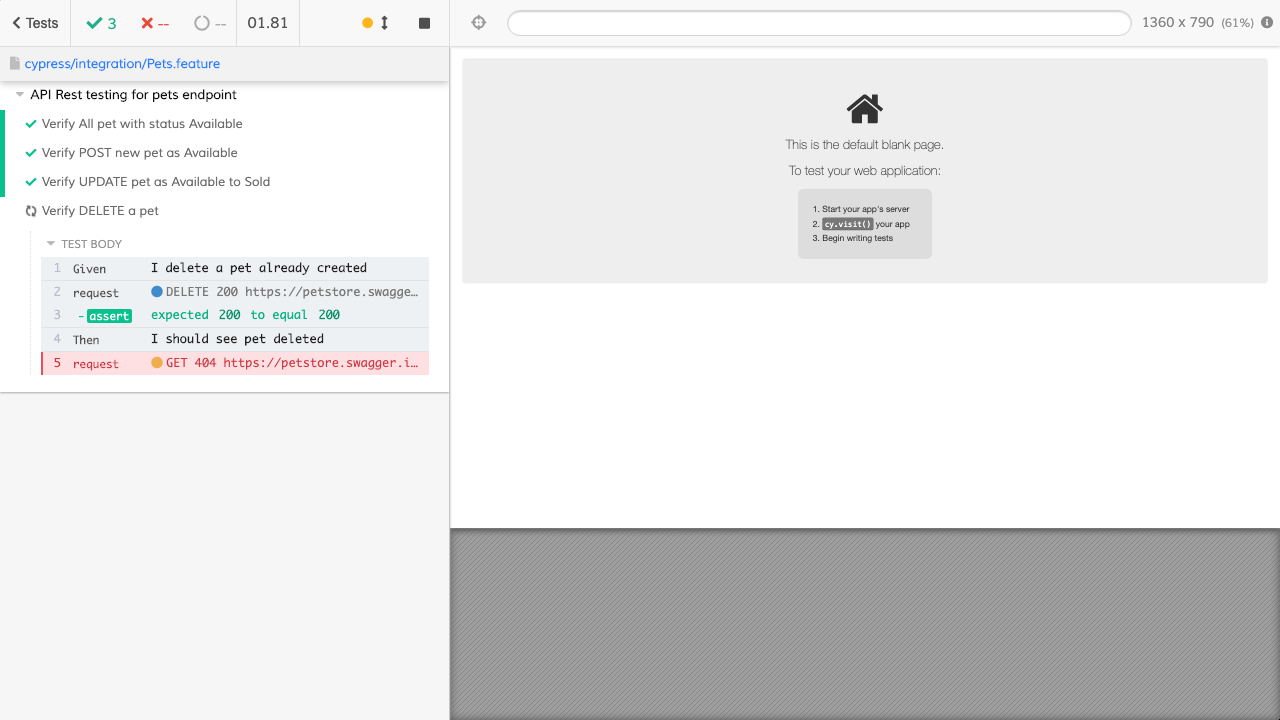 Tests
3
--
--
01.81
1360 x 790 (61%)
cypress/integration/Pets.feature
API Rest testing for pets endpoint
Verify All pet with status Available
Verify POST new pet as Available
Verify UPDATE pet as Available to Sold
Verify DELETE a pet
TEST BODY
1 Given I delete a pet already created
2 request DELETE 200 https://petstore.swagge…
3 -assert expected 200 to equal 200
4 Then I should see pet deleted
5 request GET 404 https://petstore.swagger.i…
This is the default blank page.
To test your web application:
1. Start your app's server
2. cy.visit() your app
3. Begin writing tests